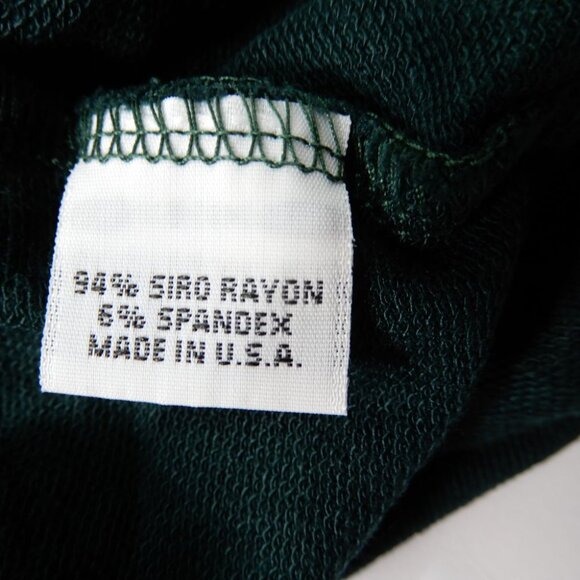 94% SIRO RAYON
6% SPANDEX
MADE IN U.S.A.